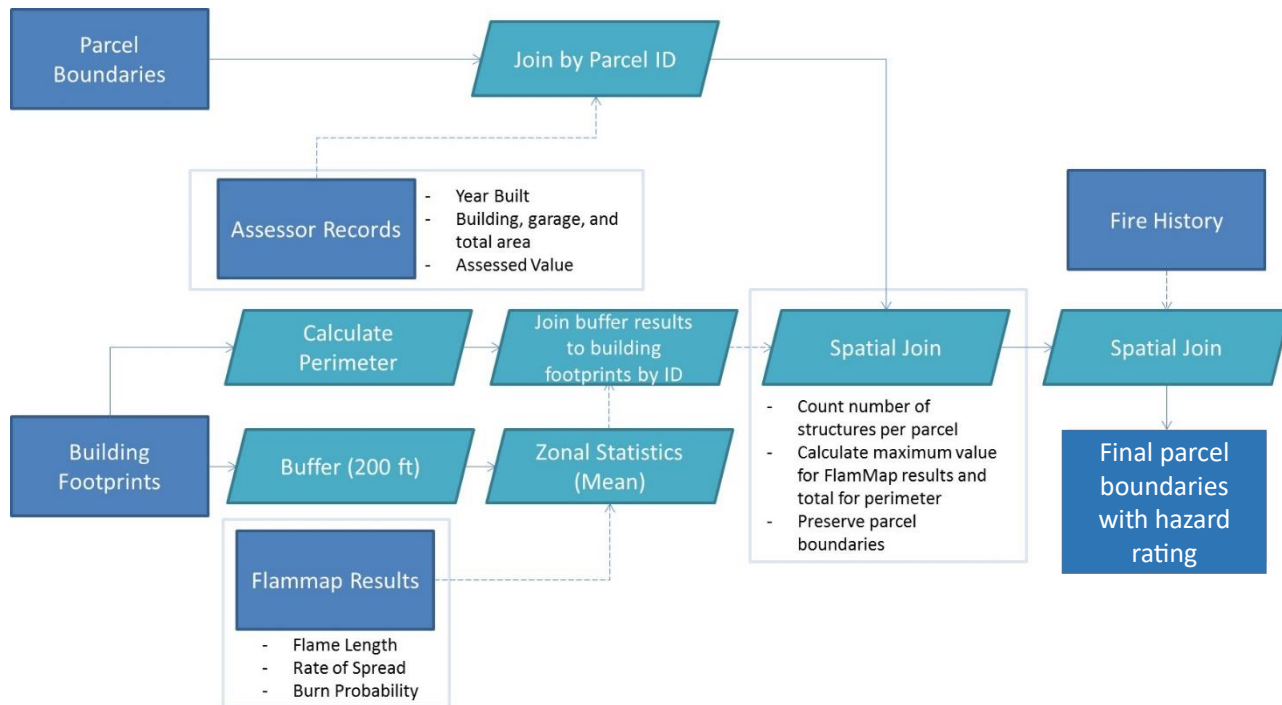 Parcel
Boundaries
Join by Parcel ID
Assessor Records
- Year Built
- Building, garage, and
total area
- Assessed Value
Fire History
Calculate
Perimeter
Join buffer results
to building
footprints by ID
Spatial Join
Spatial Join
- Count number of
structures per parcel
- Calculate maximum value
for FlamMap results and
total for perimeter
- Preserve parcel
boundaries
Building
Footprints
Buffer (200 ft)
Zonal Statistics
(Mean)
Final parcel
boundaries
with hazard
rating
Flammap Results
- Flame Length
- Rate of Spread
- Burn Probability